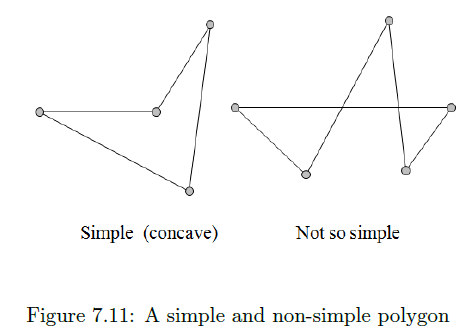 Simple (concave)
Not so simple
Figure 7.11: A simple and non-simple polygon